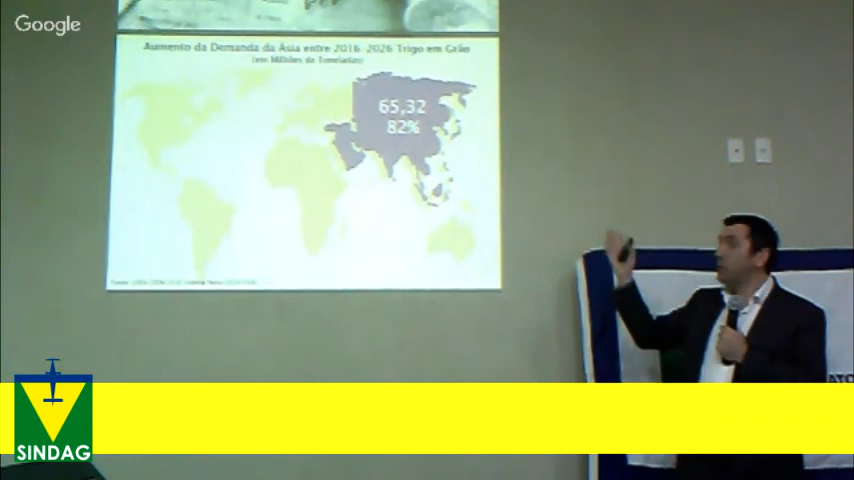 Google
Aumento da Demanda da Ásia entre 2016-2026 Trigo em Grão
(em Milhões de Toneladas)
65,32
82%
SINDAG